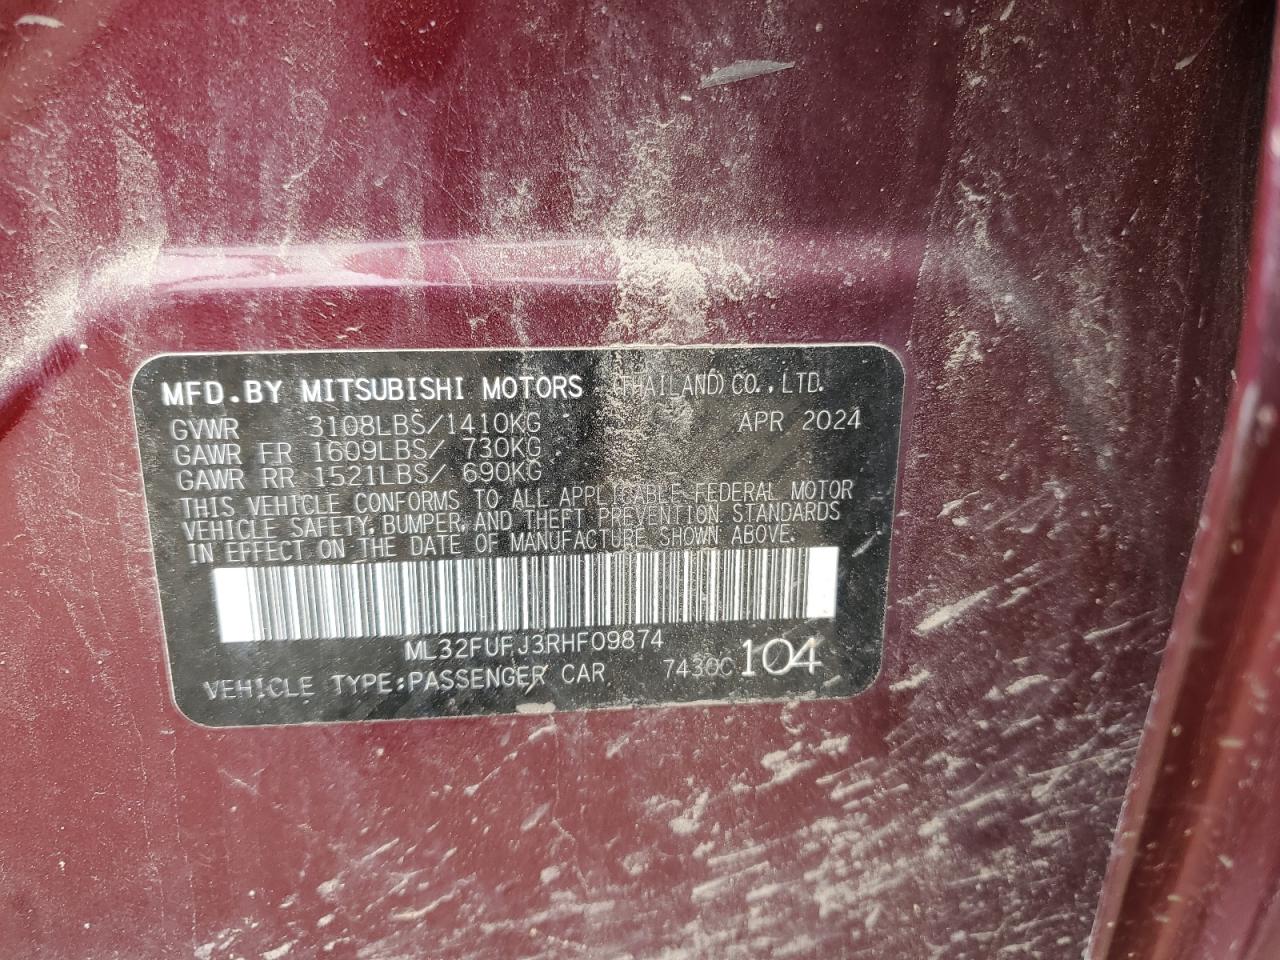 MFD.BY MITSUBISHI MOTORS (THAILAND) CO., LTD.
GVWR 3108LBS/1410KG APR 2024
GAWR FR 1609LBS/ 730KG
GAWR RR 1521LBS/ 690KG
THIS VEHICLE CONFORMS TO ALL APPLICABLE FEDERAL MOTOR
VEHICLE SAFETY, BUMPER, AND THEFT PREVENTION STANDARDS
IN EFFECT ON THE DATE OF MANUFACTURE SHOWN ABOVE.
ML32FUFJ3RHF09874
VEHICLE TYPE:PASSENGER CAR 7430C 104